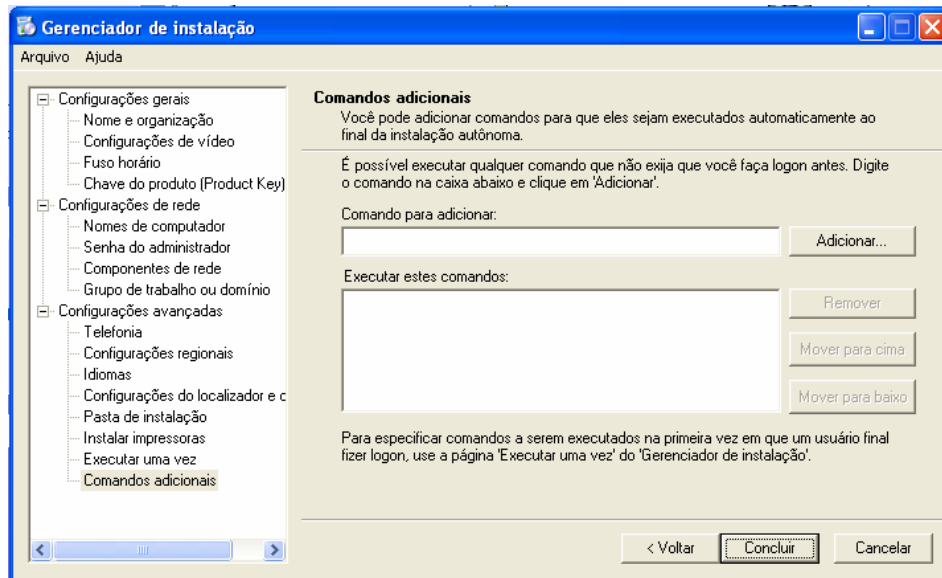 Gerenciador de instalação
Arquivo Ajuda
Configurações gerais
Nome e organização
Configurações de vídeo
Fuso horário
Chave do produto (Product Key)
Configurações de rede
Nomes de computador
Senha do administrador
Componentes de rede
Grupo de trabalho ou domínio
Configurações avançadas
Telefonia
Configurações regionais
Idiomas
Configurações do localizador e c
Pasta de instalação
Instalar impressoras
Executar uma vez
Comandos adicionais
Comandos adicionais
Você pode adicionar comandos para que eles sejam executados automaticamente ao
final da instalação autônoma.
É possível executar qualquer comando que não exija que você faça logon antes. Digite
o comando na caixa abaixo e clique em 'Adicionar'.
Comando para adicionar:
Adicionar...
Executar estes comandos:
Remover
Mover para cima
Mover para baixo
Para especificar comandos a serem executados na primeira vez em que um usuário final
fizer logon, use a página 'Executar uma vez' do 'Gerenciador de instalação'.
< Voltar
Concluir
Cancelar